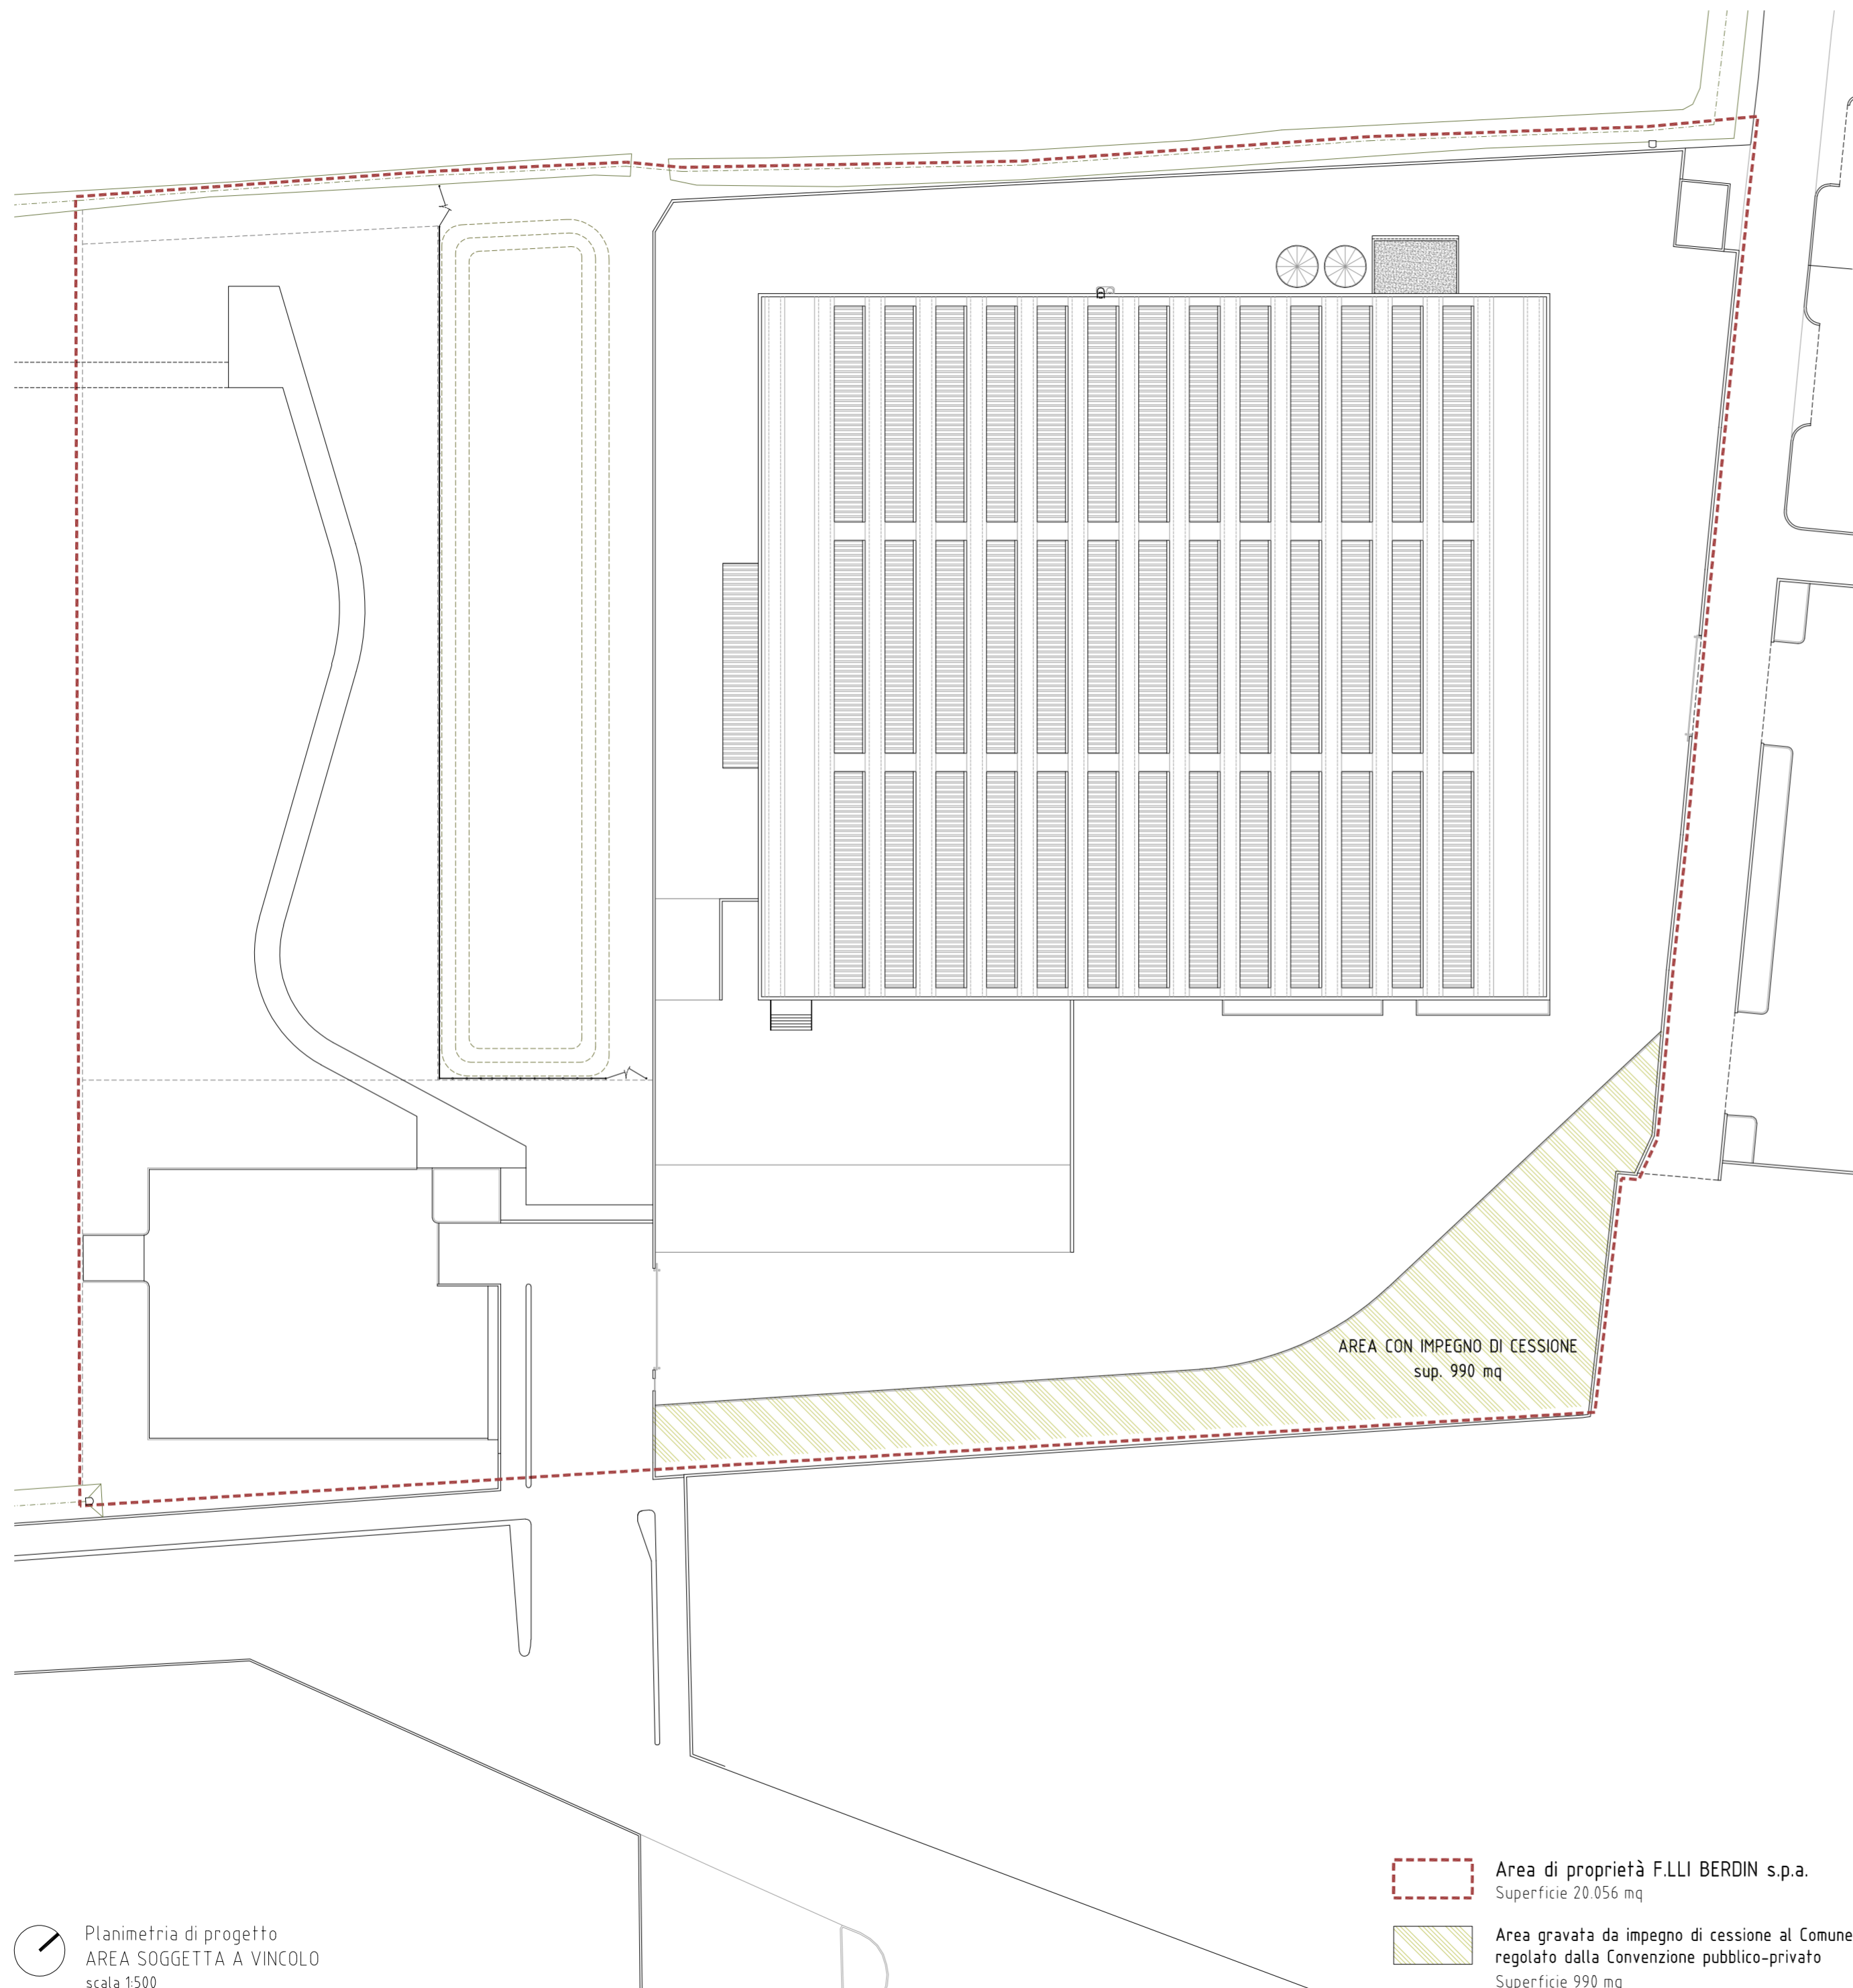 AREA CON IMPEGNO DI CESSIONE
sup. 990 mq
Area di proprietà F.LLI BERDIN s.p.a.
Superficie 20.056 mq
Area gravata da impegno di cessione al Comune
regolato dalla Convenzione pubblico-privato
Superficie 990 mq
Planimetria di progetto
AREA SOGGETTA A VINCOLO
scala 1:500